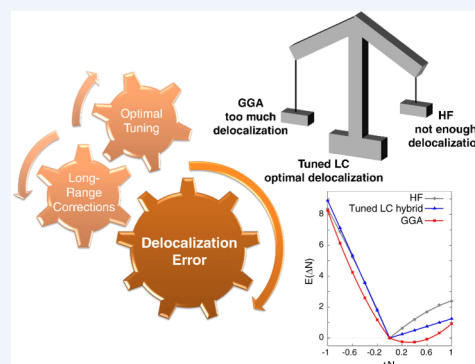 Optimal
Tuning
Long-
Range
Corrections
Delocalization
Error
GGA
too much
delocalization
HF
not enough
delocalization
Tuned LC
optimal delocalization
HF
Tuned LC hybrid
GGA
E(ΔN)
8
6
4
2
0
-1 -0.6 -0.2 0.2 0.6 1
ΔN